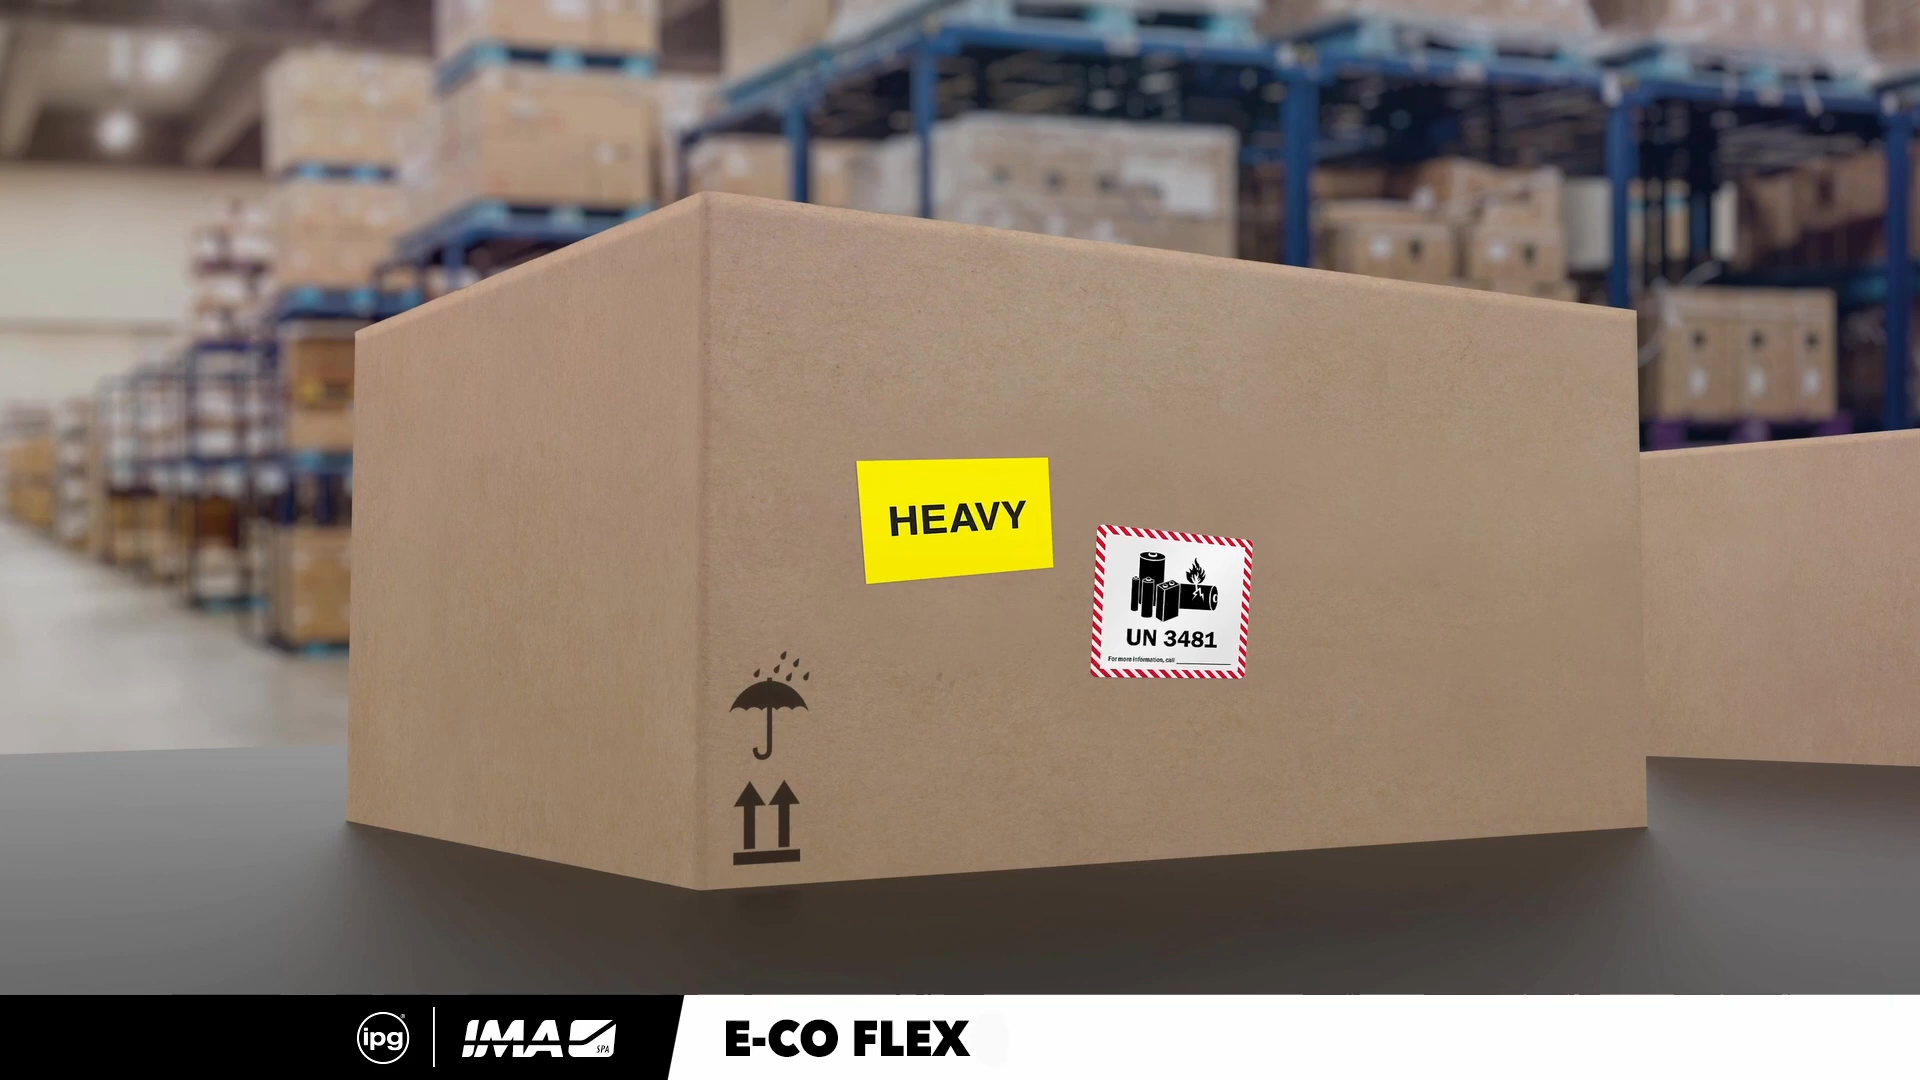 HEAVY
UN 3481
For more information, call
ipg
IMA
SPA
E-CO FLEX